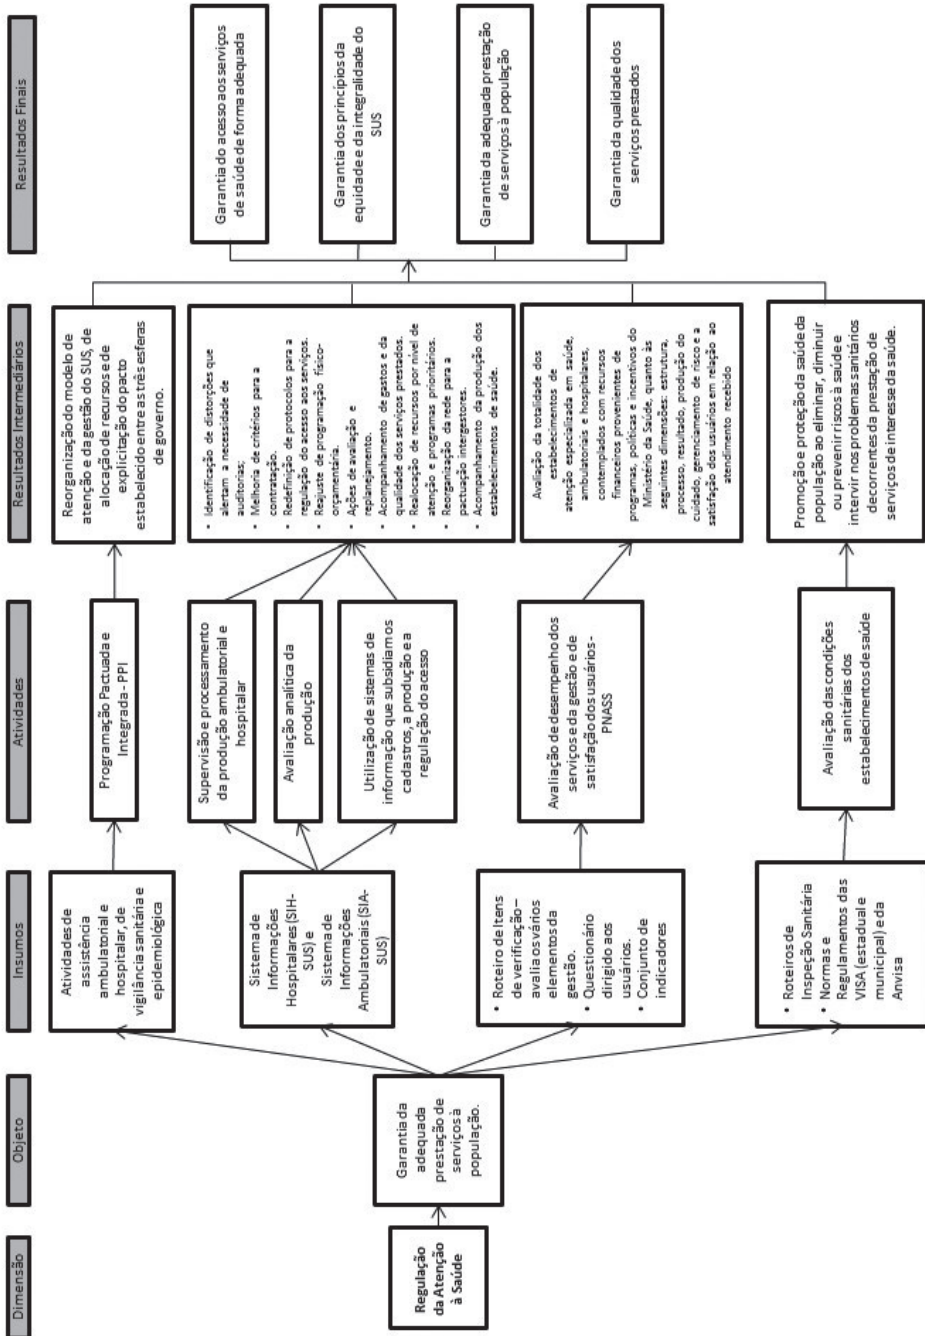 Dimensão
Objeto
Insumos
Atividades
Resultados Intermediários
Resultados Finais
Regulação
da Atenção
à Saúde
Garantia da
adequada
prestação de
serviços à
população.
Atividades de
assistência
ambulatorial e
hospitalar, de
vigilância sanitária e
epidemiológica
Programação Pactuada e
Integrada - PPI
Reorganização do modelo de
atenção e da gestão do SUS, de
alocação de recursos e de
explicitação do pacto
estabelecido entre as três esferas
de governo.
Sistema de
Informações
Hospitalares (SIH-
SUS) e
Sistema de
Informações
Ambulatoriais (SIA-
SUS)
Supervisão e processamento
da produção ambulatorial e
hospitalar
Avaliação analítica da
produção
Utilização de sistemas de
informação que subsidiam os
cadastros, a produção e a
regulação do acesso
• Identificação de distorções que
alertam a necessidade de
auditorias;
• Melhoria de critérios para a
contratação.
• Redefinição de protocolos para a
regulação do acesso aos serviços.
• Reajuste de programação físico-
orçamentária.
• Ações de avaliação e
replanejamento.
• Acompanhamento de gastos e da
qualidade dos serviços prestados.
• Realocação de recursos por nível de
atenção e programas prioritários.
• Reorganização da rede para a
pactuação intergestores.
• Acompanhamento da produção dos
estabelecimentos de saúde.
• Roteiro de Itens
de verificação –
avalia os vários
elementos da
gestão.
• Questionário
dirigido aos
usuários.
• Conjunto de
indicadores
Avaliação de desempenho dos
serviços e da gestão e de
satisfação dos usuários -
PNASS
Avaliação da totalidade dos
estabelecimentos de
atenção especializada em saúde,
ambulatoriais e hospitalares,
contemplados com recursos
financeiros provenientes de
programas, políticas e incentivos do
Ministério da Saúde, quanto às
seguintes dimensões: estrutura,
processo, resultado, produção do
cuidado, gerenciamento de risco e a
satisfação dos usuários em relação ao
atendimento recebido
• Roteiros de
Inspeção Sanitária
• Normas e
Regulamentos das
VISA (estadual e
municipal) e da
Anvisa
Avaliação das condições
sanitárias dos
estabelecimentos de saúde
Promoção e proteção da saúde da
população ao eliminar, diminuir
ou prevenir riscos à saúde e
intervir nos problemas sanitários
decorrentes da prestação de
serviços de interesse da saúde.
Garantia do acesso aos serviços
de saúde de forma adequada
Garantia dos princípios da
equidade e da integralidade do
SUS
Garantia da adequada prestação
de serviços à população
Garantia da qualidade dos
serviços prestados